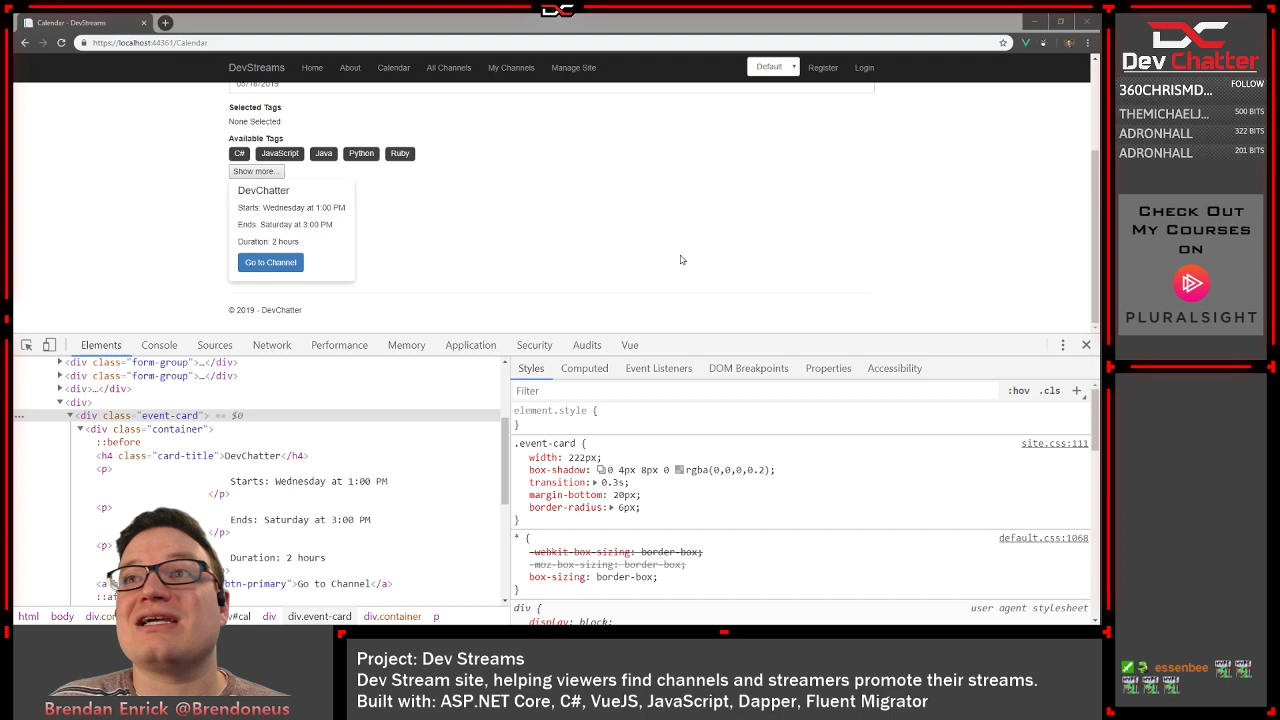 DC
Calendar - DevStreams
https://localhost:44361/Calendar
DevStreams Home About Calendar All Channels My Channels Manage Site Default Register Login
05/18/2019
Selected Tags
None Selected
Available Tags
C# JavaScript Java Python Ruby
Show more...
DevChatter
Starts: Wednesday at 1:00 PM
Ends: Saturday at 3:00 PM
Duration: 2 hours
Go to Channel
© 2019 - DevChatter
Elements Console Sources Network Performance Memory Application Security Audits Vue
<div class="form-group">…</div>
<div class="form-group">…</div>
<div>…</div>
<div>
... <div class="event-card"> == $0
<div class="container">
::before
<h4 class="card-title">DevChatter</h4>
<p>
Starts: Wednesday at 1:00 PM
</p>
<p>
Ends: Saturday at 3:00 PM
</p>
<p>
Duration: 2 hours
</p>
<a btn-primary">Go to Channel</a>
html body div div.event-card div.container p
Styles Computed Event Listeners DOM Breakpoints Properties Accessibility
Filter :hov .cls +
element.style {
}
.event-card { site.css:111
width: 222px;
box-shadow: 0 4px 8px 0 rgba(0,0,0,0.2);
transition: 0.3s;
margin-bottom: 20px;
border-radius: 6px;
}
* { default.css:1068
-webkit-box-sizing: border-box;
-moz-box-sizing: border-box;
box-sizing: border-box;
}
div { user agent stylesheet
display: block;
Brendan Enrick @Brendoneus
Project: Dev Streams
Dev Stream site, helping viewers find channels and streamers promote their streams.
Built with: ASP.NET Core, C#, VueJS, JavaScript, Dapper, Fluent Migrator
DC
Dev Chatter
360CHRISMD... FOLLOW
THEMICHAELJ... 500 BITS
ADRONHALL 322 BITS
ADRONHALL 201 BITS
CHECK OUT
MY COURSES
ON
PLURALSIGHT
essenbee